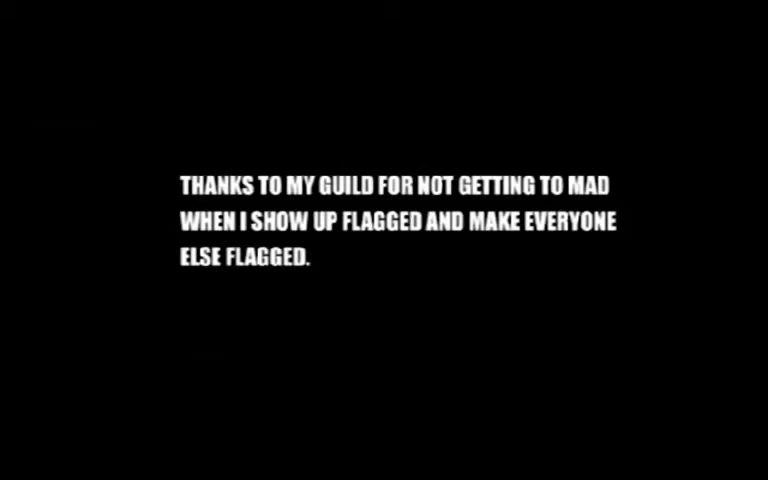 THANKS TO MY GUILD FOR NOT GETTING TO MAD
WHEN I SHOW UP FLAGGED AND MAKE EVERYONE
ELSE FLAGGED.